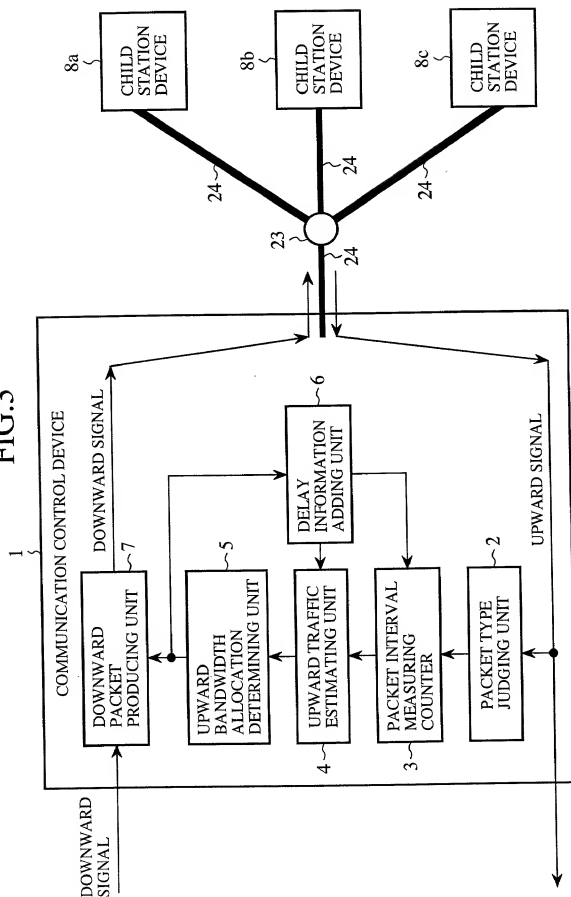 FIG.3
1
COMMUNICATION CONTROL DEVICE
DOWNWARD
SIGNAL
DOWNWARD
PACKET
PRODUCING UNIT
7
DOWNWARD SIGNAL
UPWARD
BANDWIDTH
ALLOCATION
DETERMINING UNIT
5
DELAY
INFORMATION
ADDING UNIT
6
UPWARD TRAFFIC
ESTIMATING UNIT
4
PACKET INTERVAL
MEASURING
COUNTER
3
PACKET TYPE
JUDGING UNIT
2
UPWARD SIGNAL
23
24
24
24
24
8a
CHILD
STATION
DEVICE
8b
CHILD
STATION
DEVICE
8c
CHILD
STATION
DEVICE